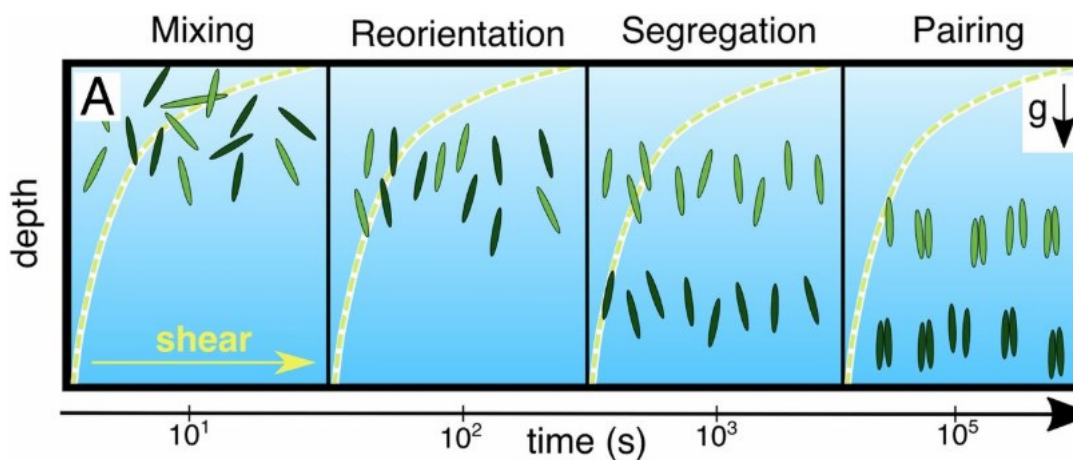 Mixing Reorientation Segregation Pairing
A
g
depth
shear
10¹ 10² 10³ 10⁵
time (s)